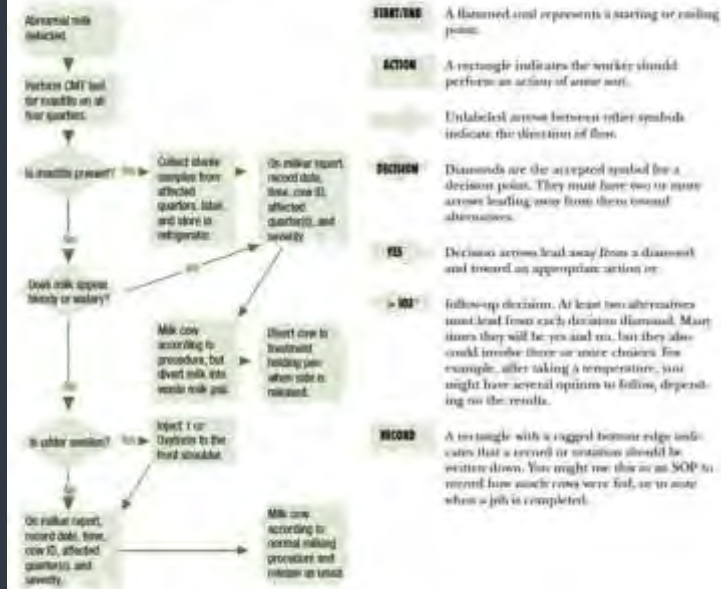 Abnormal milk
detected.
Perform CMT test
for mastitis on all
four quarters.
Is mastitis present?
Yes
Collect sterile
samples from
affected
quarters, label,
and store in
refrigerator.
On milker report,
record date,
time, cow ID,
affected
quarter(s), and
severity.
No
Does milk appear
bloody or watery?
Yes
Milk cow
according to
procedure, but
divert milk into
waste milk pail.
Divert cow to
treatment
holding pen
when side is
released.
No
Is udder swollen?
Yes
Inject 1 cc
Oxytocin to the
front shoulder.
No
On milker report,
record date, time,
cow ID, affected
quarter(s), and
severity.
Milk cow
according to
normal milking
procedure and
release as usual.
START/END
A flattened oval represents a starting or ending
point.
ACTION
A rectangle indicates the worker should
perform an action of some sort.
Unlabeled arrows between other symbols
indicate the direction of flow.
DECISION
Diamonds are the accepted symbol for a
decision point. They must have two or more
arrows leading away from them toward
alternatives.
YES
Decision arrows lead away from a diamond
and toward an appropriate action or
follow-up decision. At least two alternatives
must lead from each decision diamond. Many
times they will be yes and no, but they also
could involve three or more choices. For
example, after taking a temperature, you
might have several options to follow, depend-
ing on the results.
RECORD
A rectangle with a ragged bottom edge indi-
cates that a record or notation should be
written down. You might use this in an SOP to
record how much cows were fed, or to note
when a job is completed.